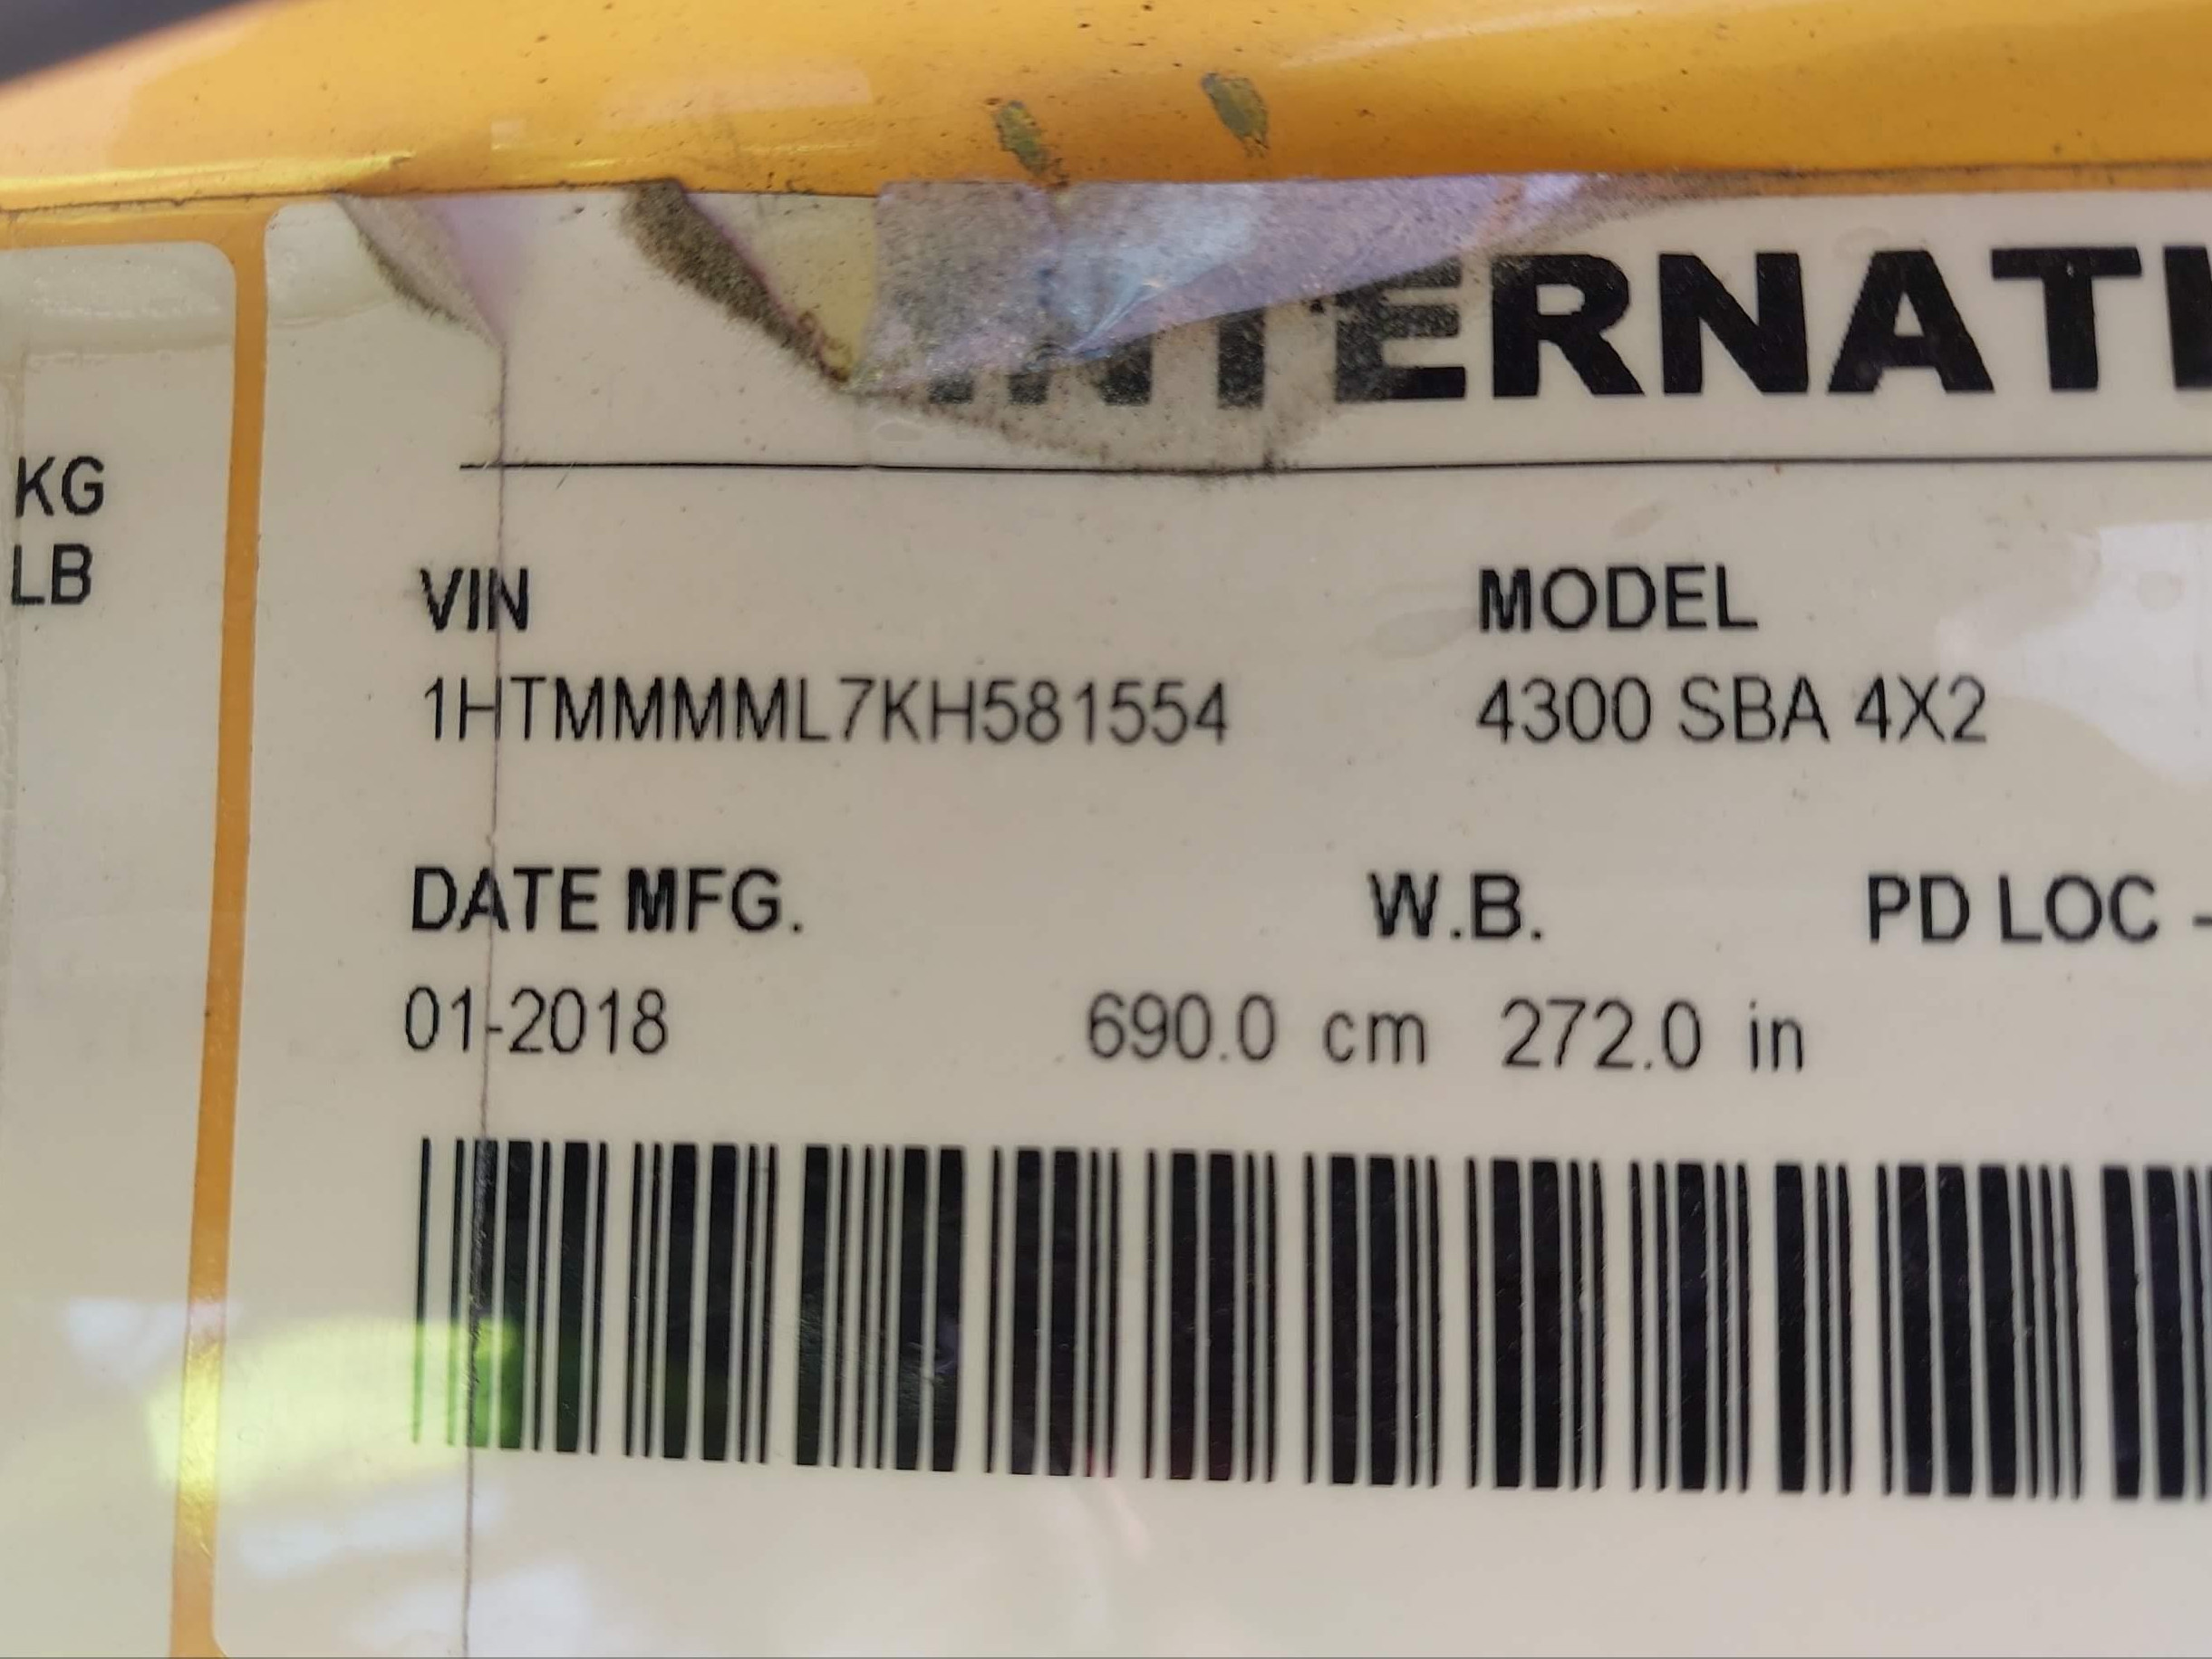 INTERNATI
KG
LB
VIN MODEL
1HTMMMML7KH581554 4300 SBA 4X2
DATE MFG. W.B. PD LOC -
01-2018 690.0 cm 272.0 in